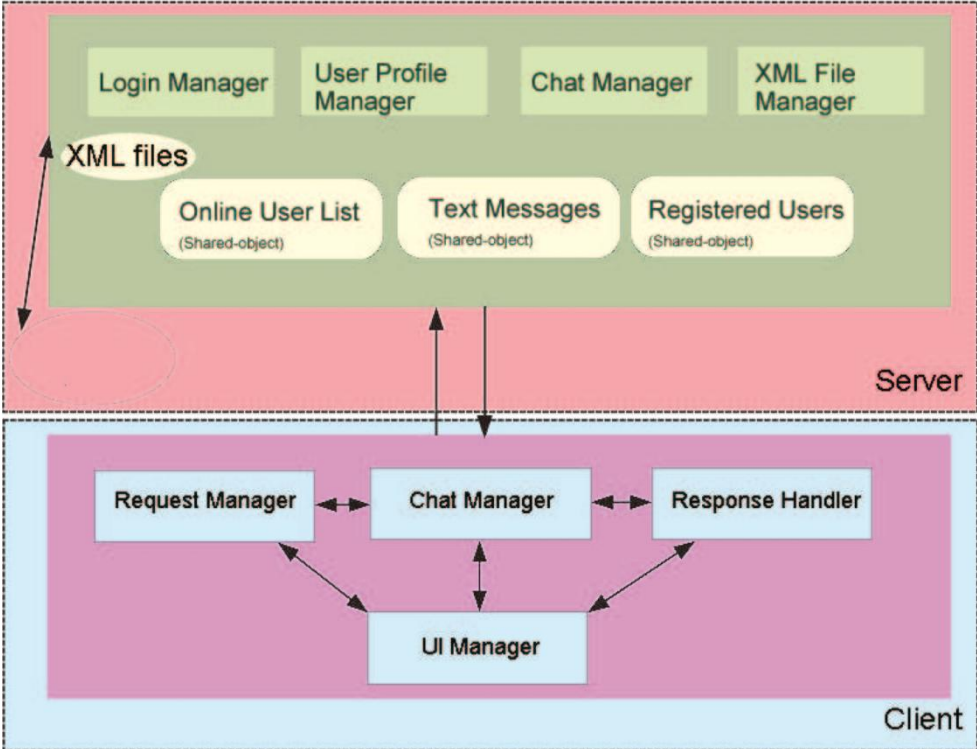 Login Manager
User Profile
Manager
Chat Manager
XML File
Manager
XML files
Online User List
(Shared-object)
Text Messages
(Shared-object)
Registered Users
(Shared-object)
Server
Request Manager
Chat Manager
Response Handler
UI Manager
Client